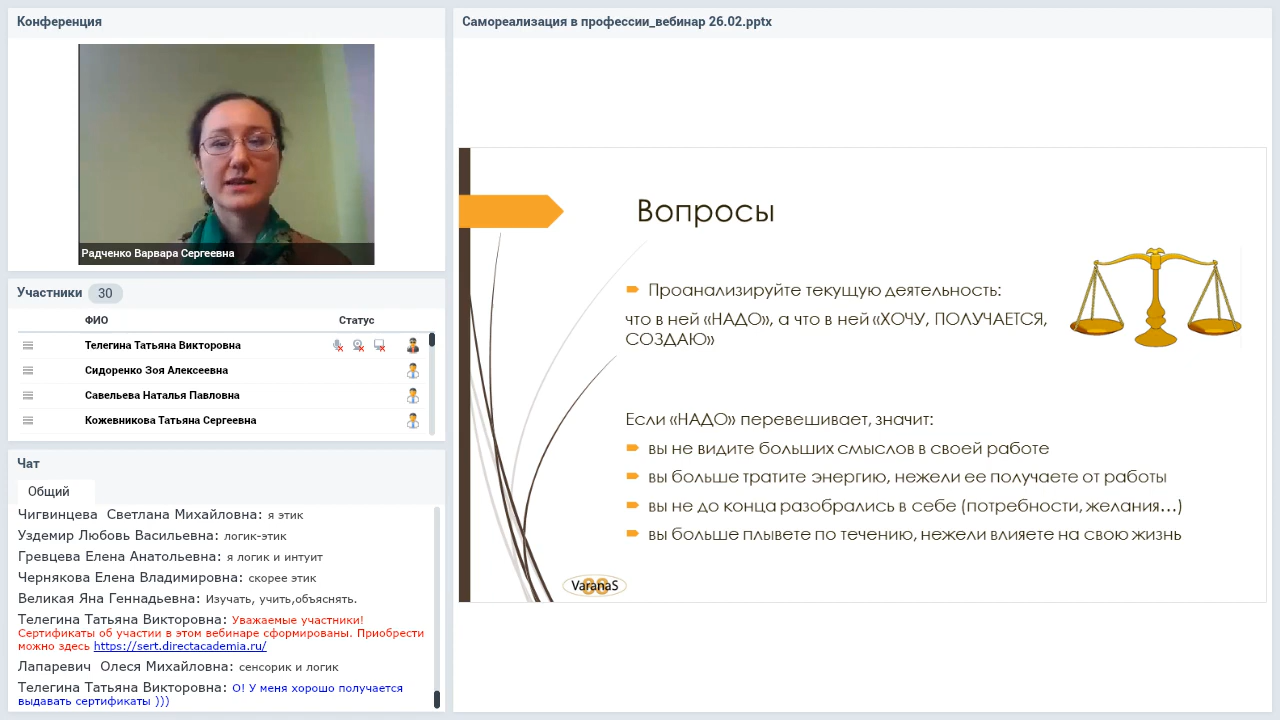 Конференция
Радченко Варвара Сергеевна
Участники 30
ФИО Статус
Телегина Татьяна Викторовна
Сидоренко Зоя Алексеевна
Савельева Наталья Павловна
Кожевникова Татьяна Сергеевна
Чат
Общий
Чигвинцева Светлана Михайловна: я этик
Уздемир Любовь Васильевна: логик-этик
Гревцева Елена Анатольевна: я логик и интуит
Чернякова Елена Владимировна: скорее этик
Великая Яна Геннадьевна: Изучать, учить,объяснять.
Телегина Татьяна Викторовна: Уважаемые участники!
Сертификаты об участии в этом вебинаре сформированы. Приобрести
можно здесь https://sert.directacademia.ru/
Лапаревич Олеся Михайловна: сенсорик и логик
Телегина Татьяна Викторовна: О! У меня хорошо получается
выдавать сертификаты )))
Самореализация в профессии_вебинар 26.02.pptx
Вопросы
Проанализируйте текущую деятельность:
что в ней «НАДО», а что в ней «ХОЧУ, ПОЛУЧАЕТСЯ,
СОЗДАЮ»
Если «НАДО» перевешивает, значит:
вы не видите больших смыслов в своей работе
вы больше тратите энергию, нежели ее получаете от работы
вы не до конца разобрались в себе (потребности, желания...)
вы больше плывете по течению, нежели влияете на свою жизнь
VaranaS